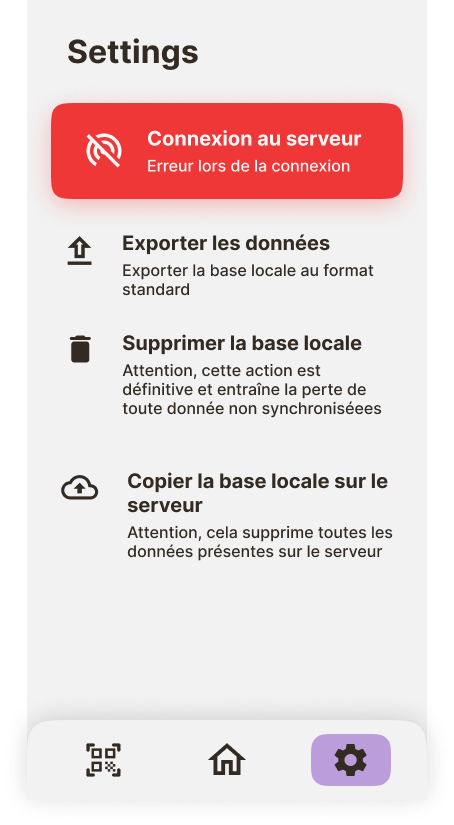 Settings
Connexion au serveur
Erreur lors de la connexion
Exporter les données
Exporter la base locale au format
standard
Supprimer la base locale
Attention, cette action est
définitive et entraîne la perte de
toute donnée non synchroniséees
Copier la base locale sur le
serveur
Attention, cela supprime toutes les
données présentes sur le serveur